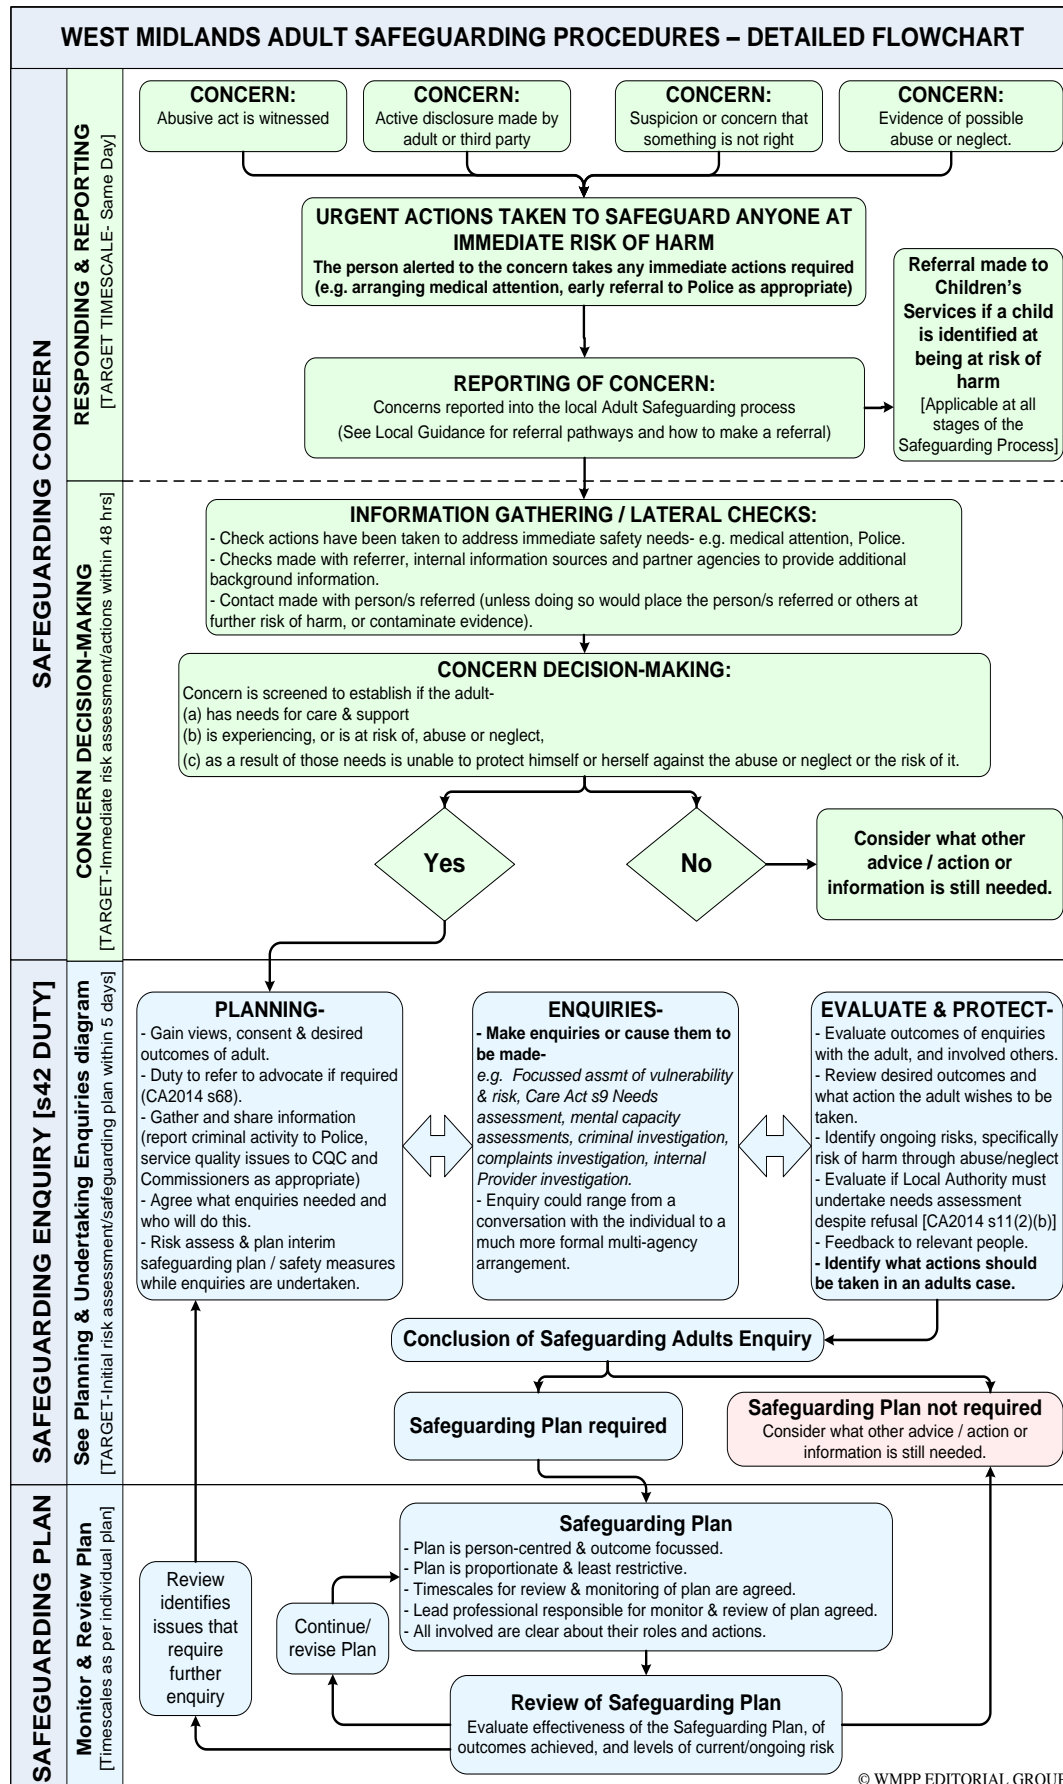 WEST MIDLANDS ADULT SAFEGUARDING PROCEDURES – DETAILED FLOWCHART
SAFEGUARDING CONCERN
RESPONDING & REPORTING
[TARGET TIMESCALE- Same Day]
CONCERN:
Abusive act is witnessed
CONCERN:
Active disclosure made by
adult or third party
CONCERN:
Suspicion or concern that
something is not right
CONCERN:
Evidence of possible
abuse or neglect.
URGENT ACTIONS TAKEN TO SAFEGUARD ANYONE AT
IMMEDIATE RISK OF HARM
The person alerted to the concern takes any immediate actions required
(e.g. arranging medical attention, early referral to Police as appropriate)
REPORTING OF CONCERN:
Concerns reported into the local Adult Safeguarding process
(See Local Guidance for referral pathways and how to make a referral)
Referral made to
Children's
Services if a child
is identified at
being at risk of
harm
[Applicable at all
stages of the
Safeguarding Process]
CONCERN DECISION-MAKING
[TARGET-Immediate risk assessment/actions within 48 hrs]
INFORMATION GATHERING / LATERAL CHECKS:
- Check actions have been taken to address immediate safety needs- e.g. medical attention, Police.
- Checks made with referrer, internal information sources and partner agencies to provide additional
background information.
- Contact made with person/s referred (unless doing so would place the person/s referred or others at
further risk of harm, or contaminate evidence).
CONCERN DECISION-MAKING:
Concern is screened to establish if the adult-
(a) has needs for care & support
(b) is experiencing, or is at risk of, abuse or neglect,
(c) as a result of those needs is unable to protect himself or herself against the abuse or neglect or the risk of it.
Yes
No
Consider what other
advice / action or
information is still needed.
SAFEGUARDING ENQUIRY [s42 DUTY]
See Planning & Undertaking Enquiries diagram
[TARGET-Initial risk assessment/safeguarding plan within 5 days]
PLANNING-
- Gain views, consent & desired
outcomes of adult.
- Duty to refer to advocate if required
(CA2014 s68).
- Gather and share information
(report criminal activity to Police,
service quality issues to CQC and
Commissioners as appropriate)
- Agree what enquiries needed and
who will do this.
- Risk assess & plan interim
safeguarding plan / safety measures
while enquiries are undertaken.
ENQUIRIES-
- Make enquiries or cause them to
be made-
e.g. Focussed assmt of vulnerability
& risk, Care Act s9 Needs
assessment, mental capacity
assessments, criminal investigation,
complaints investigation, internal
Provider investigation.
- Enquiry could range from a
conversation with the individual to a
much more formal multi-agency
arrangement.
EVALUATE & PROTECT-
- Evaluate outcomes of enquiries
with the adult, and involved others.
- Review desired outcomes and
what action the adult wishes to be
taken.
- Identify ongoing risks, specifically
risk of harm through abuse/neglect
- Evaluate if Local Authority must
undertake needs assessment
despite refusal [CA2014 s11(2)(b)]
- Feedback to relevant people.
- Identify what actions should
be taken in an adults case.
Conclusion of Safeguarding Adults Enquiry
Safeguarding Plan required
Safeguarding Plan not required
Consider what other advice / action or
information is still needed.
SAFEGUARDING PLAN
Monitor & Review Plan
[Timescales as per individual plan]
Review
identifies
issues that
require
further
enquiry
Continue/
revise Plan
Safeguarding Plan
- Plan is person-centred & outcome focussed.
- Plan is proportionate & least restrictive.
- Timescales for review & monitoring of plan are agreed.
- Lead professional responsible for monitor & review of plan agreed.
- All involved are clear about their roles and actions.
Review of Safeguarding Plan
Evaluate effectiveness of the Safeguarding Plan, of
outcomes achieved, and levels of current/ongoing risk
© WMPP EDITORIAL GROUP